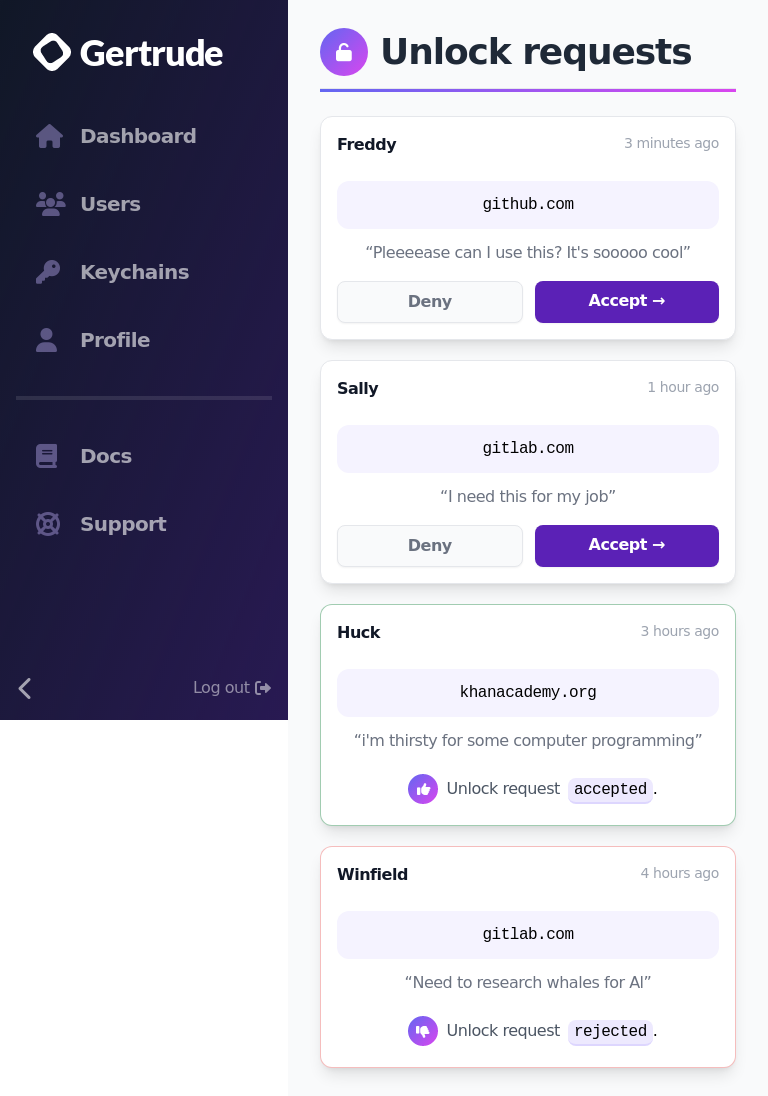 Gertrude
Dashboard
Users
Keychains
Profile
Docs
Support
Log out
Unlock requests
Freddy 3 minutes ago
github.com
“Pleeeease can I use this? It's sooooo cool”
Deny Accept →
Sally 1 hour ago
gitlab.com
“I need this for my job”
Deny Accept →
Huck 3 hours ago
khanacademy.org
“i'm thirsty for some computer programming”
Unlock request accepted.
Winfield 4 hours ago
gitlab.com
“Need to research whales for Al”
Unlock request rejected.